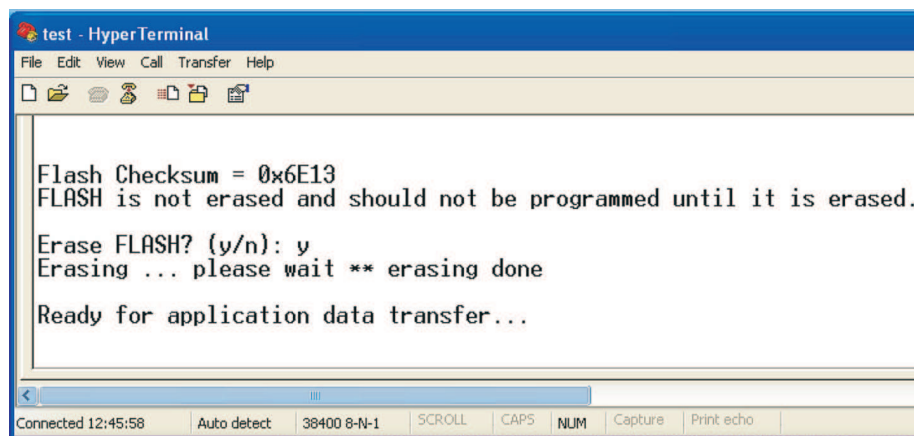 test - HyperTerminal
File Edit View Call Transfer Help
Flash Checksum = 0x6E13
FLASH is not erased and should not be programmed until it is erased.
Erase FLASH? (y/n): y
Erasing ... please wait ** erasing done
Ready for application data transfer...
Connected 12:45:58 Auto detect 38400 8-N-1 SCROLL CAPS NUM Capture Print echo